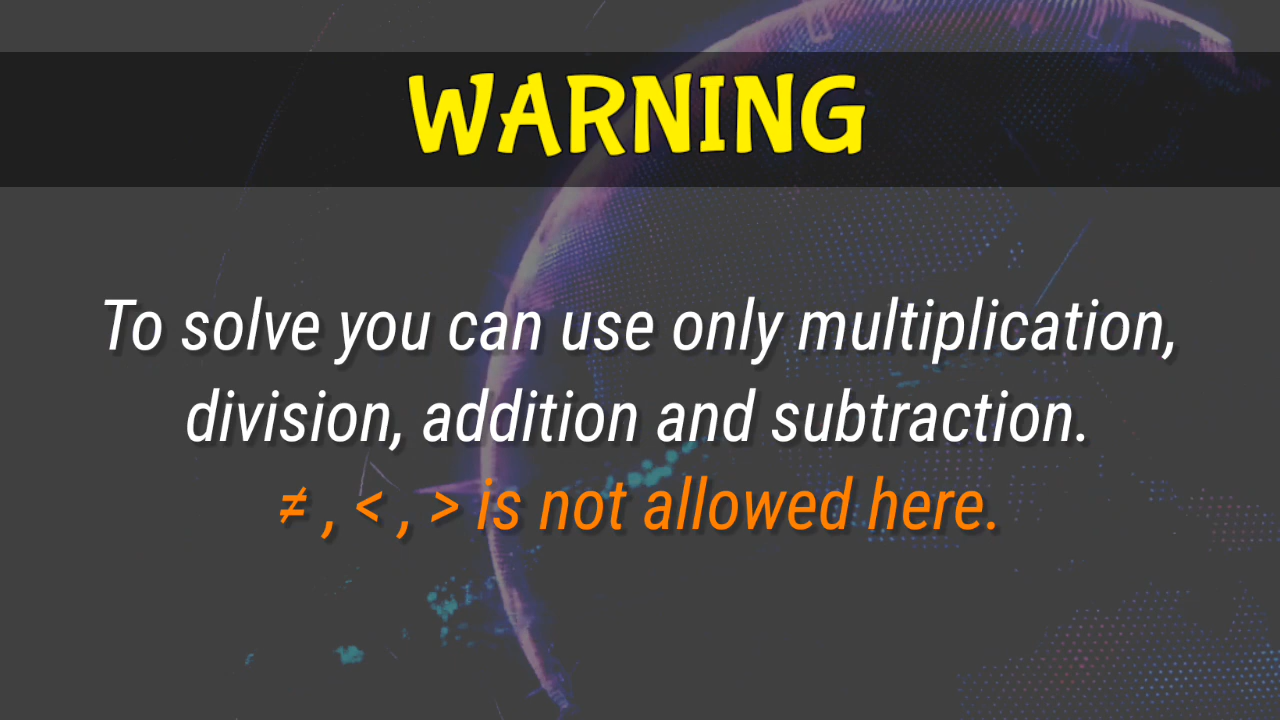 WARNING
To solve you can use only multiplication,
division, addition and subtraction.
≠ , < , > is not allowed here.